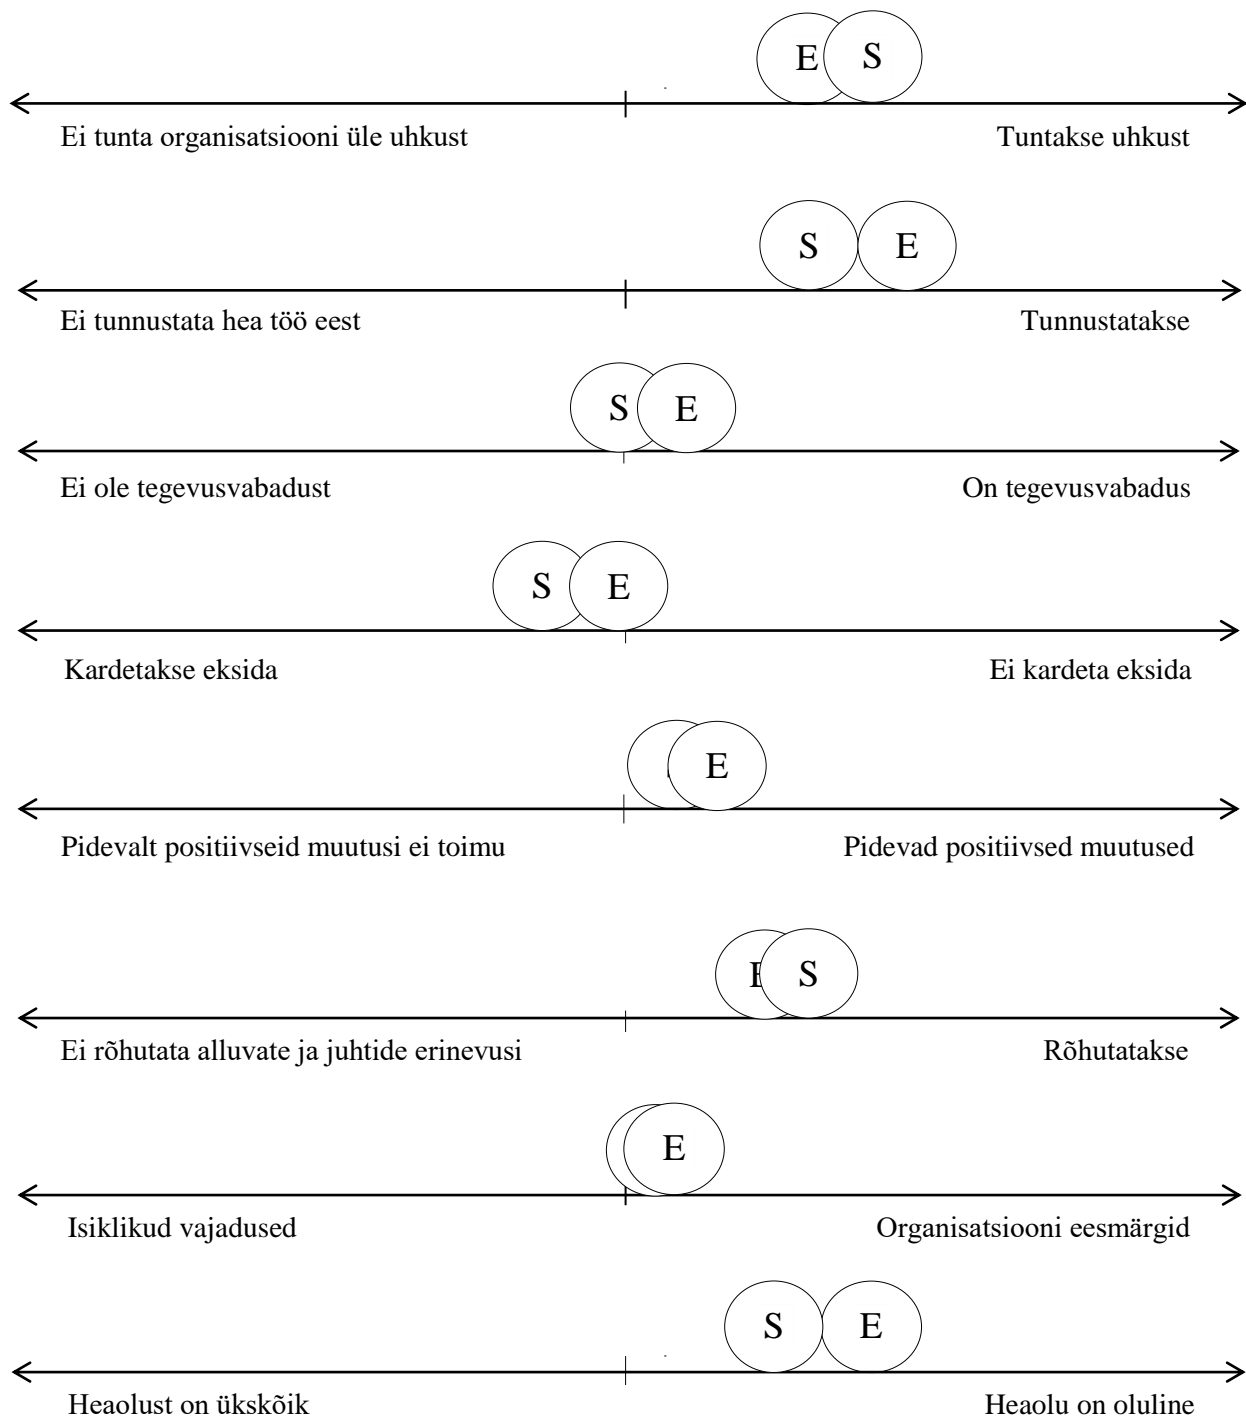 E S
Ei tunta organisatsiooni üle uhkust Tuntakse uhkust
S E
Ei tunnustata hea töö eest Tunnustatakse
S E
Ei ole tegevusvabadust On tegevusvabadus
S E
Kardetakse eksida Ei kardeta eksida
E
Pidevalt positiivseid muutusi ei toimu Pidevad positiivsed muutused
E S
Ei rõhutata alluvate ja juhtide erinevusi Rõhutatakse
E
Isiklikud vajadused Organisatsiooni eesmärgid
S E
Heaolust on ükskõik Heaolu on oluline